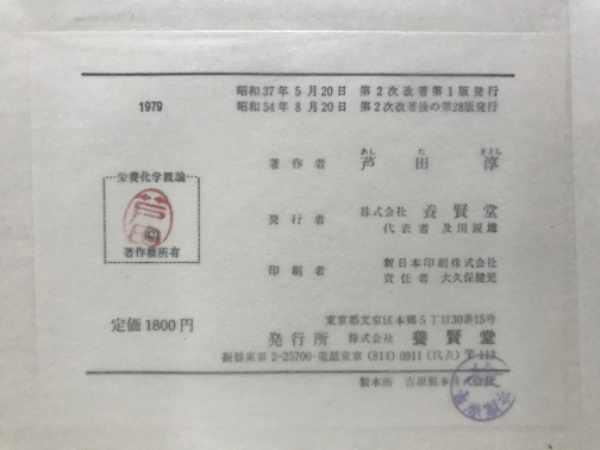 1979
昭和37年5月20日 第2次改著第1版発行
昭和54年8月20日 第2次改著後の第28版発行
著作者 芦田淳
栄養化学概論
芦田
©
著作権所有
発行者 株式会社 養賢堂
代表者 及川鋭雄
印刷者 新日本印刷株式会社
責任者 大久保健児
定価1800円
東京都文京区本郷5丁目30番15号
発行所 株式会社 養賢堂
振替東京2-25700・電話東京(814)0911(代表)〒113
製本所 吉原製本株式会社